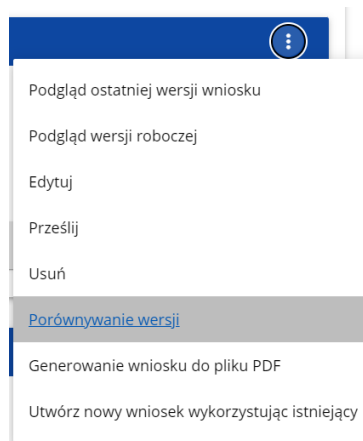 Podgląd ostatniej wersji wniosku
Podgląd wersji roboczej
Edytuj
Prześlij
Usuń
Porównywanie wersji
Generowanie wniosku do pliku PDF
Utwórz nowy wniosek wykorzystując istniejący